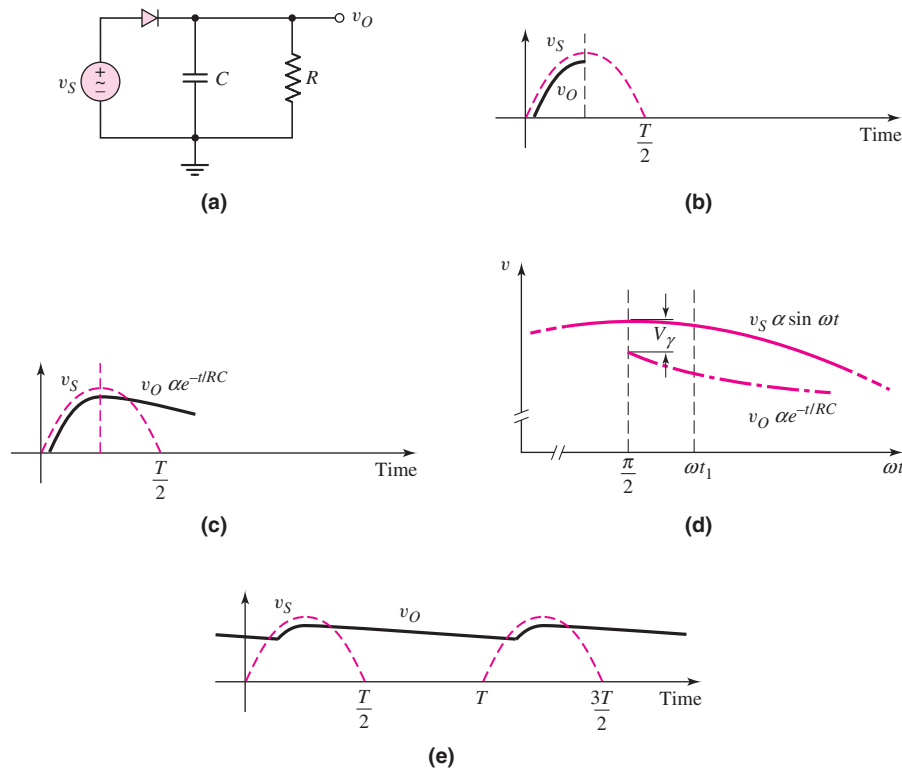 v_O
v_S
+
~
−
C
R
(a)
v_S
v_O
T/2
Time
(b)
v_S
v_O αe^{-t/RC}
T/2
Time
(c)
v
v_S α sin ωt
V_γ
v_O αe^{-t/RC}
π/2
ωt_1
ωt
(d)
v_S
v_O
T/2
T
3T/2
Time
(e)